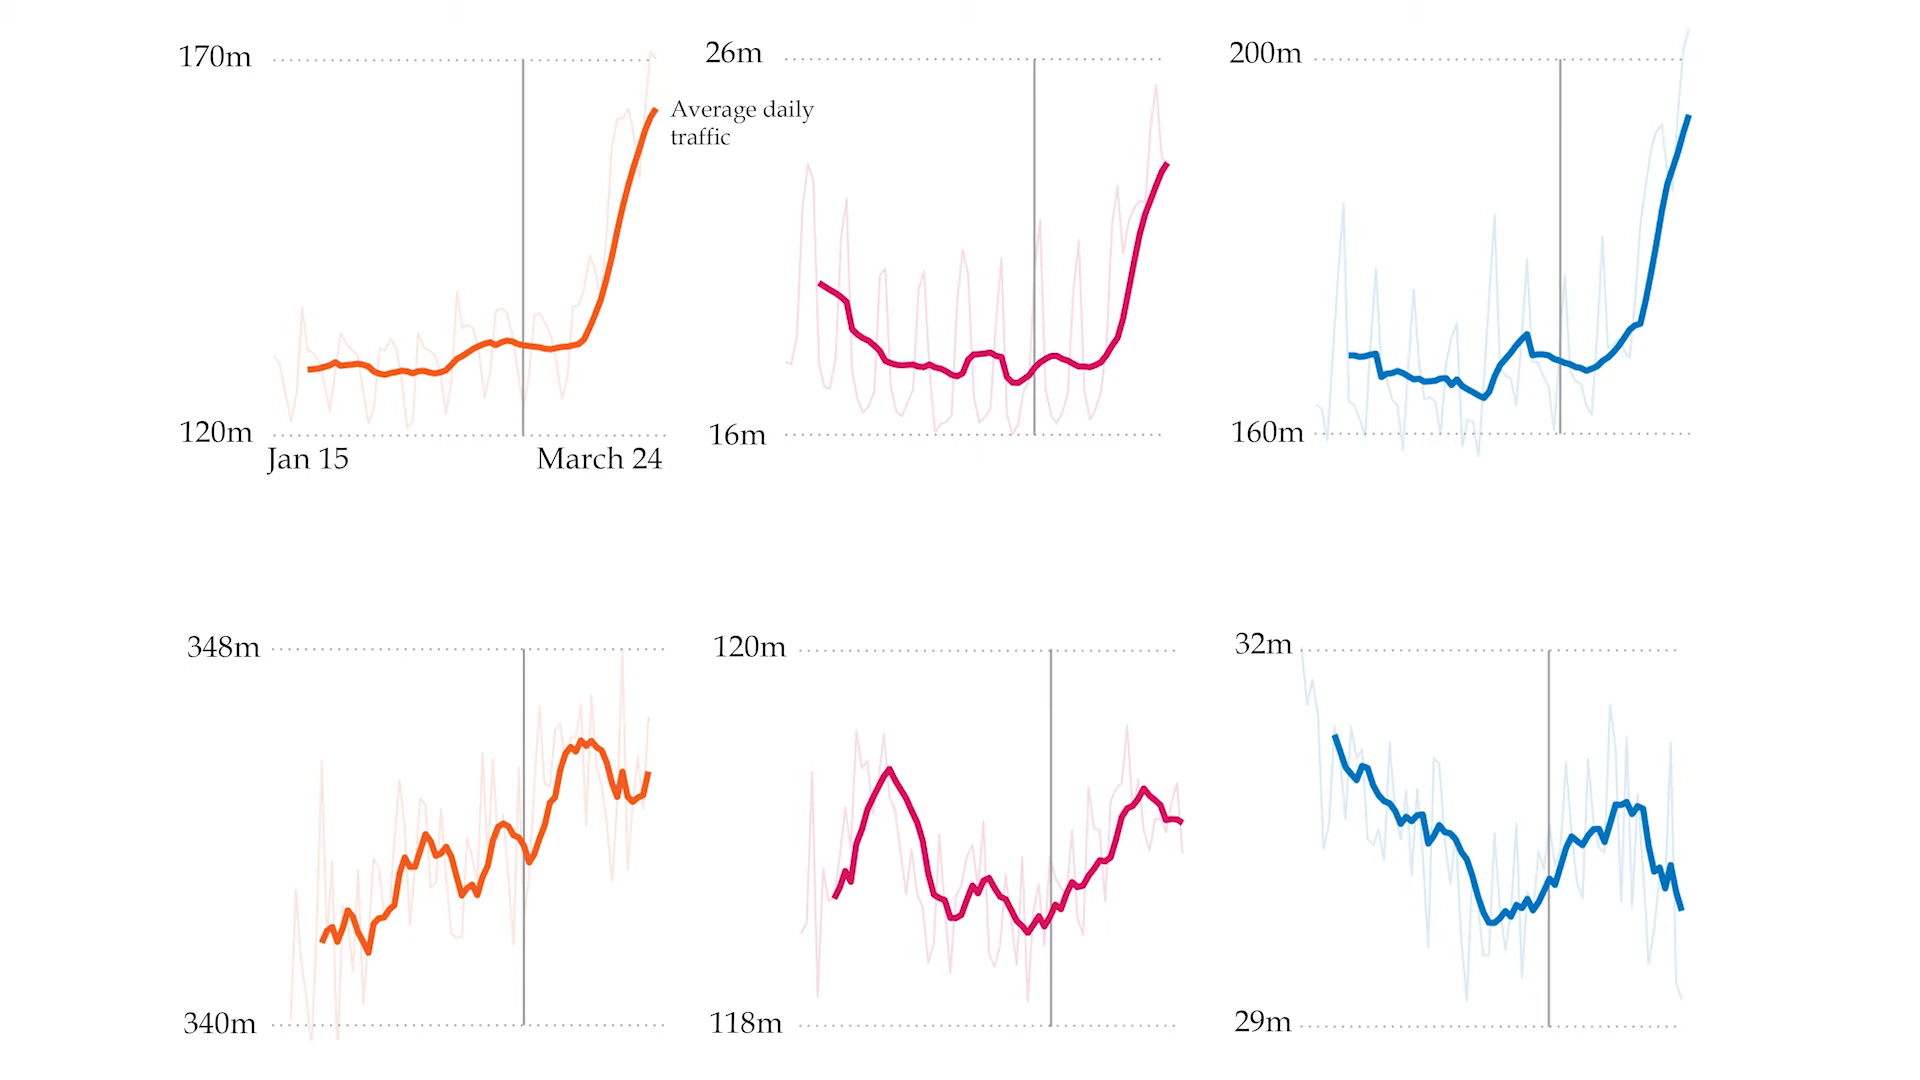 170m
26m
200m
Average daily
traffic
120m
16m
160m
Jan 15
March 24
348m
120m
32m
340m
118m
29m